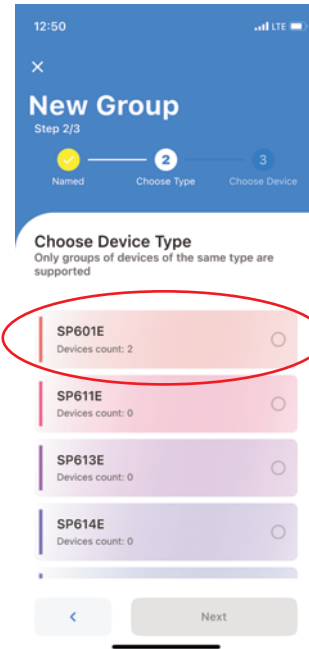 12:50
LTE
New Group
Step 2/3
2
3
Named
Choose Type
Choose Device
Choose Device Type
Only groups of devices of the same type are
supported
SP601E
Devices count: 2
SP611E
Devices count: 0
SP613E
Devices count: 0
SP614E
Devices count: 0
Next